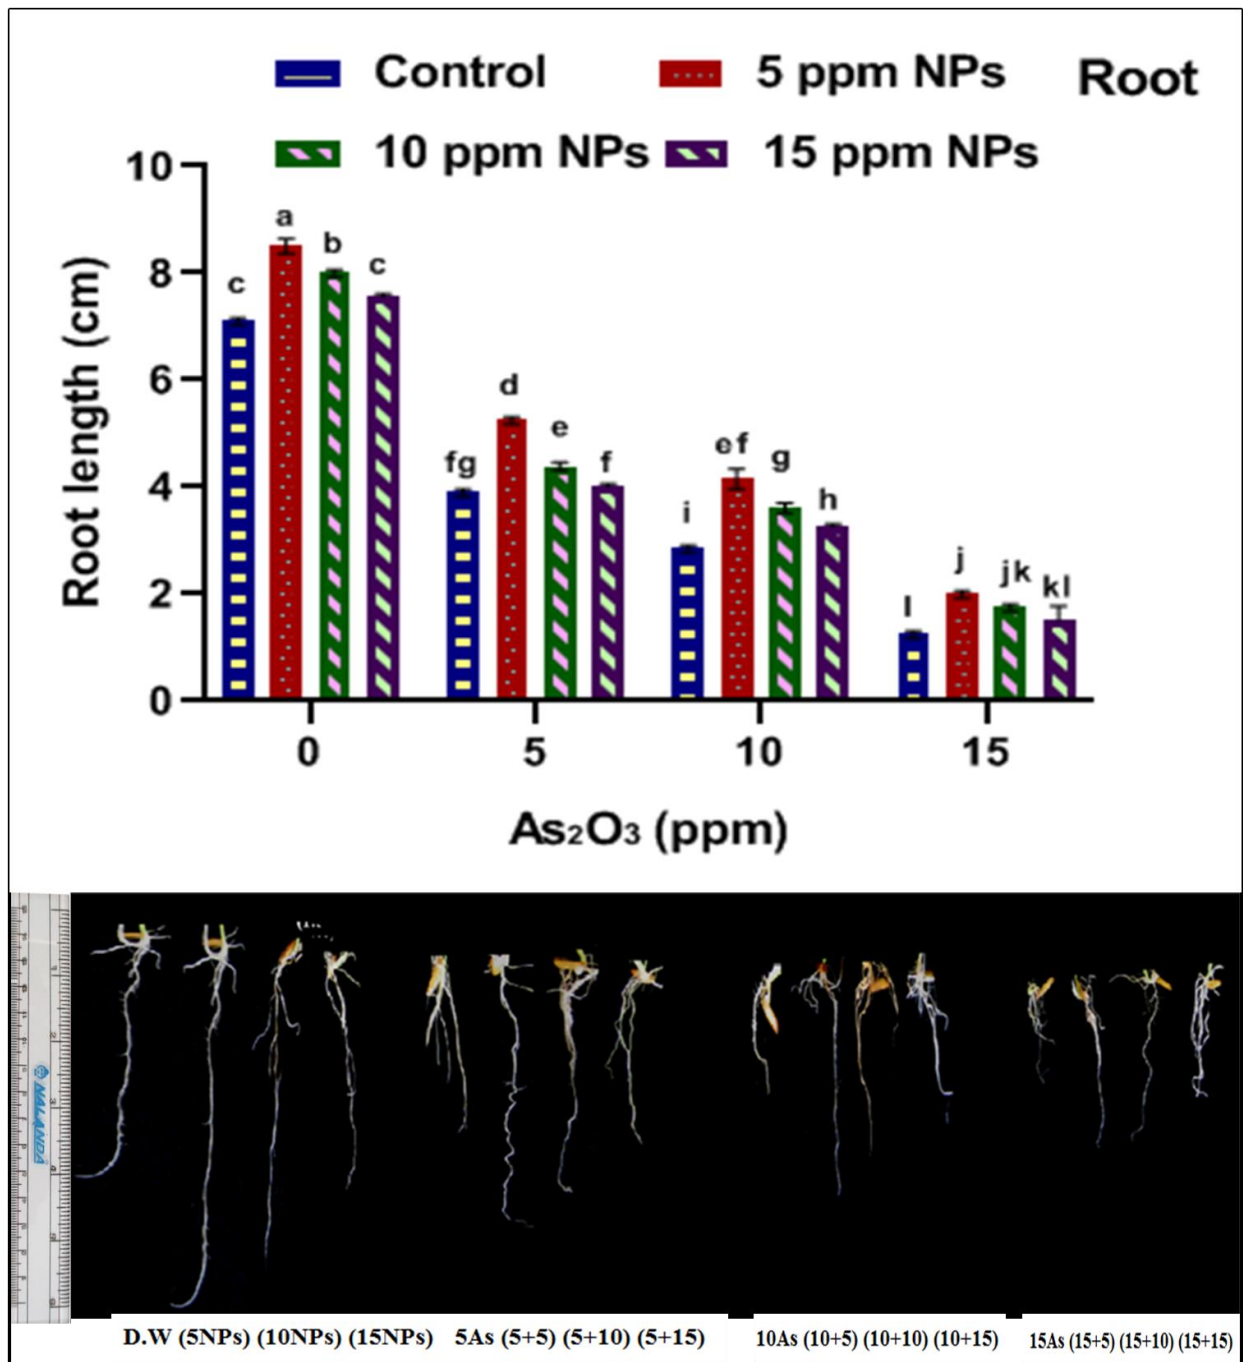 Control 5 ppm NPs Root
10 ppm NPs 15 ppm NPs
Root length (cm)
10
8
6
4
2
0
c a b c
fg d e f
i ef g h
l j jk kl
0 5 10 15
As₂O₃ (ppm)
NALANDA
D.W (5NPs) (10NPs) (15NPs) 5As (5+5) (5+10) (5+15) 10As (10+5) (10+10) (10+15) 15As (15+5) (15+10) (15+15)